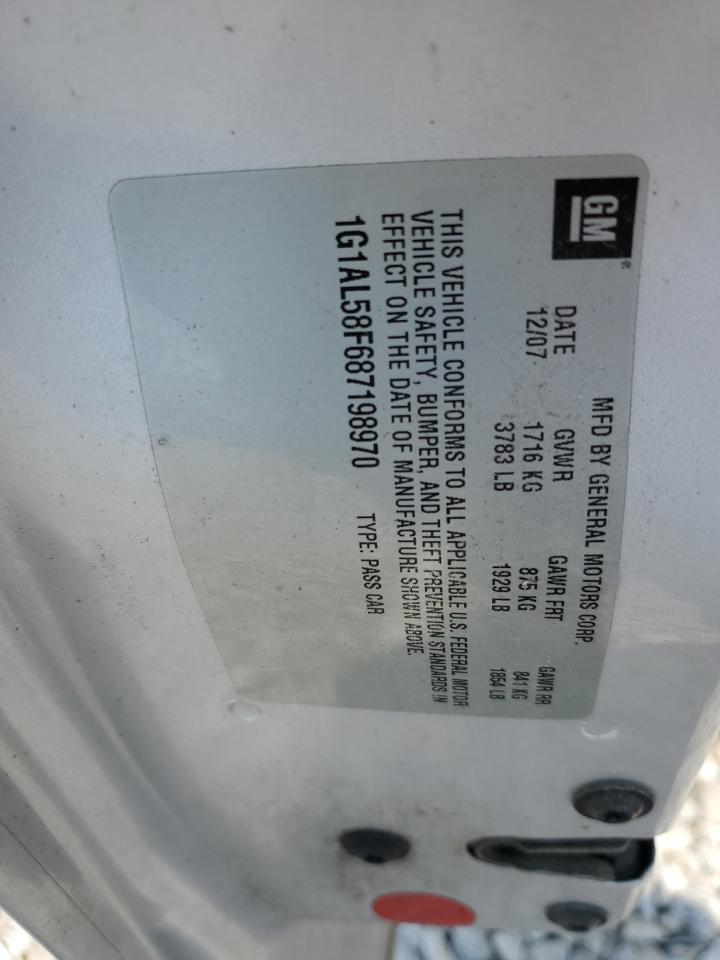 GM
MFD BY GENERAL MOTORS CORP.
DATE GVWR GAWR FRT GAWR RR
12/07 1716 KG 875 KG 841 KG
3783 LB 1929 LB 1854 LB
THIS VEHICLE CONFORMS TO ALL APPLICABLE U.S. FEDERAL MOTOR
VEHICLE SAFETY, BUMPER, AND THEFT PREVENTION STANDARDS IN
EFFECT ON THE DATE OF MANUFACTURE SHOWN ABOVE.
1G1AL58F687198970 TYPE: PASS CAR